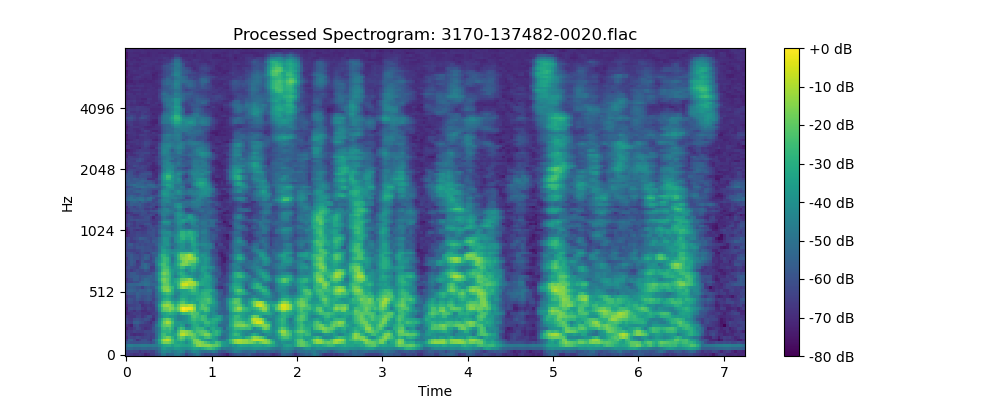 Processed Spectrogram: 3170-137482-0020.flac
Hz
4096
2048
1024
512
0
0 1 2 3 4 5 6 7
Time
+0 dB
-10 dB
-20 dB
-30 dB
-40 dB
-50 dB
-60 dB
-70 dB
-80 dB